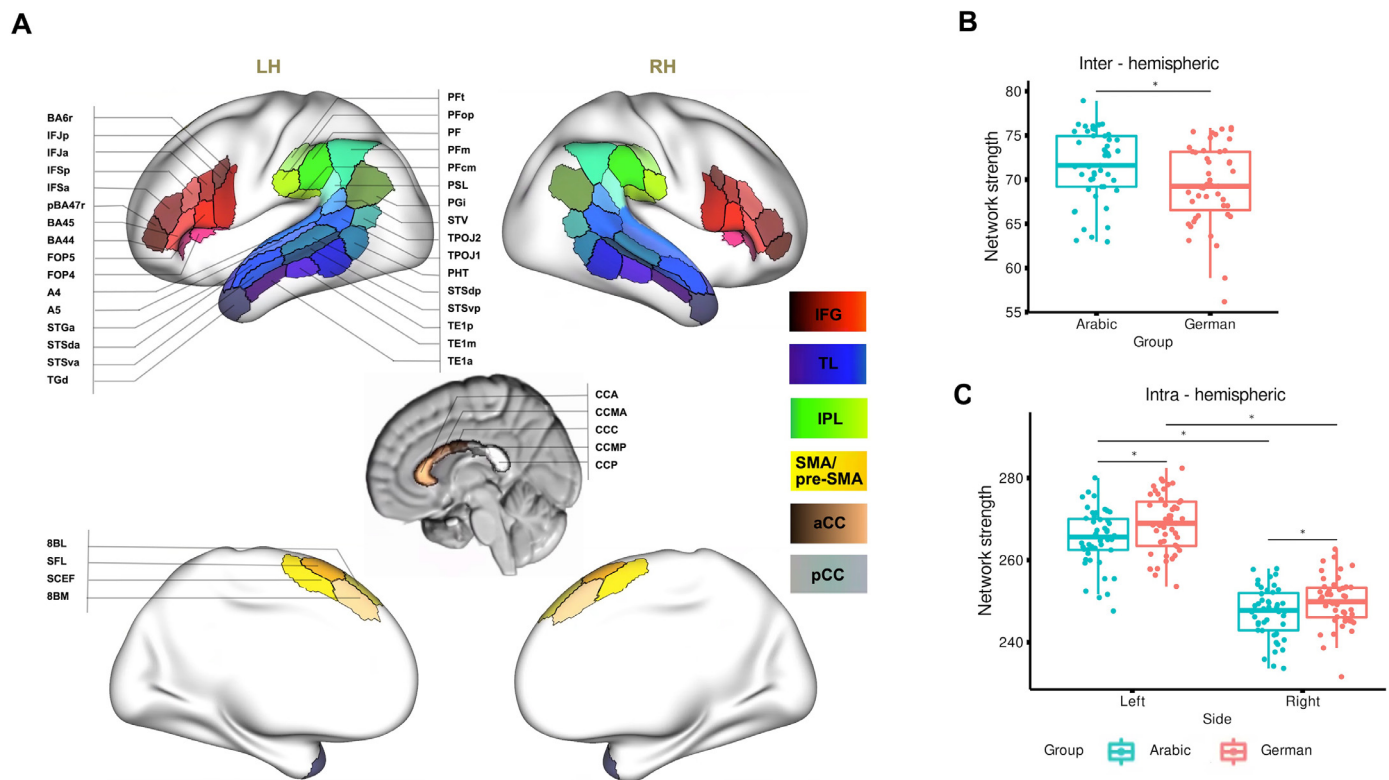 A
LH
RH
BA6r
IFJp
IFJa
IFSp
IFSa
pBA47r
BA45
BA44
FOP5
FOP4
A4
A5
STGa
STSda
STSva
TGd
PFt
PFop
PF
PFm
PFcm
PSL
PGi
STV
TPOJ2
TPOJ1
PHT
STSdp
STSvp
TE1p
TE1m
TE1a
CCA
CCMA
CCC
CCMP
CCP
8BL
SFL
SCEF
8BM
IFG
TL
IPL
SMA/
pre-SMA
aCC
pCC
B
Inter - hemispheric
*
Network strength
80
75
70
65
60
55
Arabic
German
Group
C
Intra - hemispheric
*
*
*
*
Network strength
280
260
240
Left
Right
Side
Group Arabic German